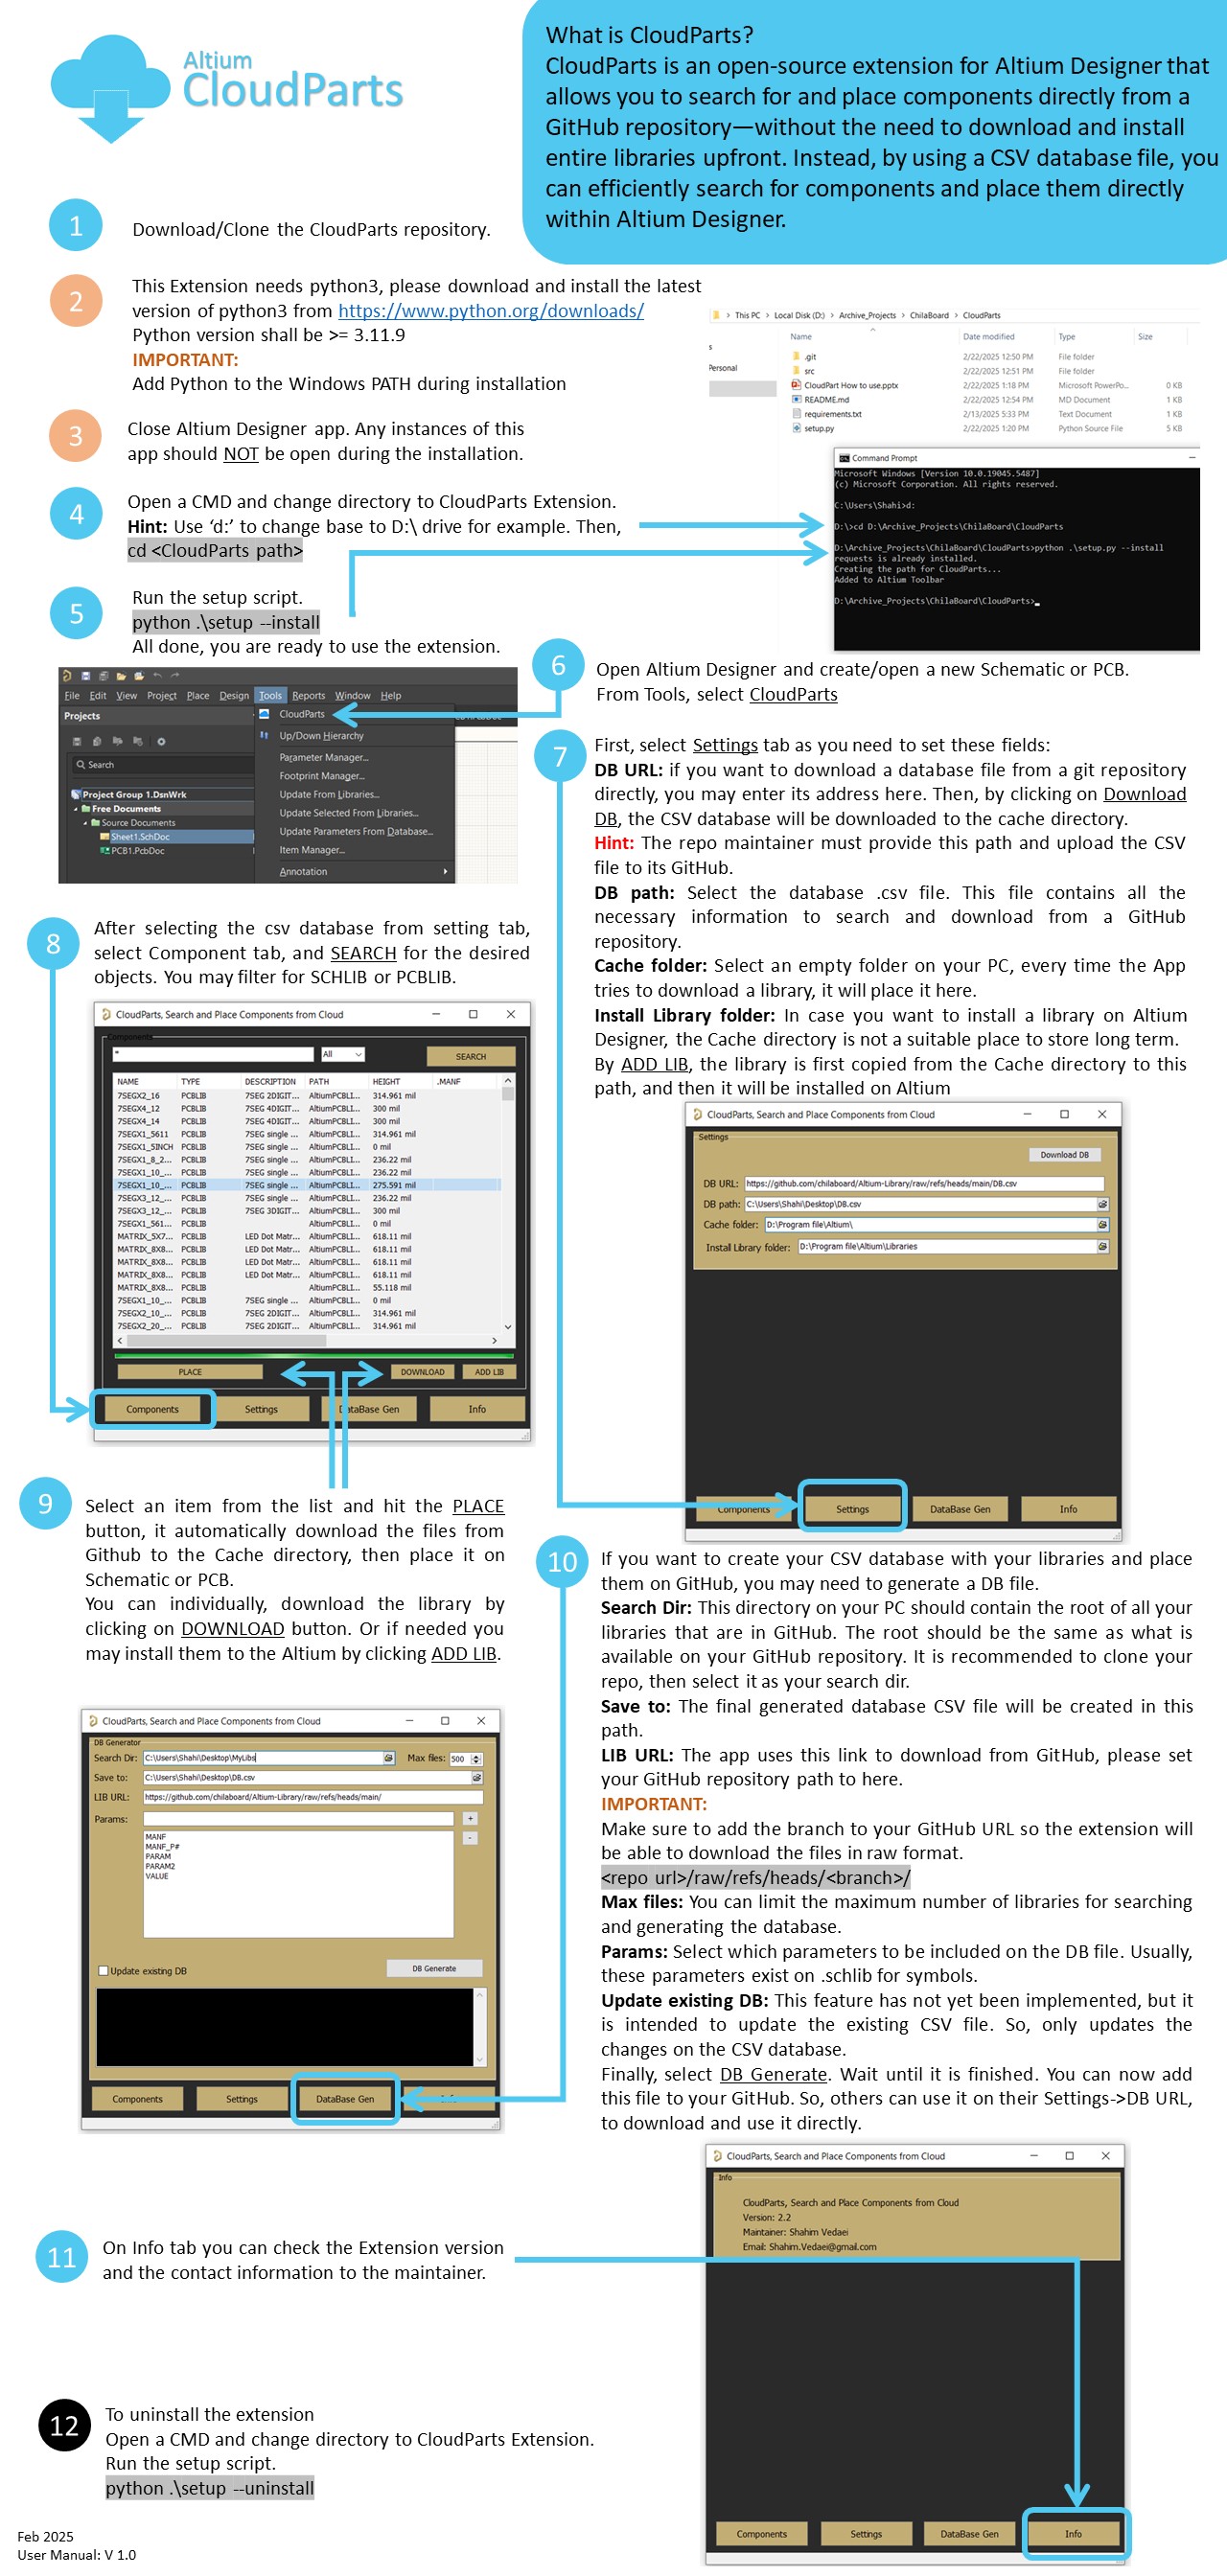 Altium
CloudParts
What is CloudParts?
CloudParts is an open-source extension for Altium Designer that
allows you to search for and place components directly from a
GitHub repository—without the need to download and install
entire libraries upfront. Instead, by using a CSV database file, you
can efficiently search for components and place them directly
within Altium Designer.
1
Download/Clone the CloudParts repository.
2
This Extension needs python3, please download and install the latest
version of python3 from https://www.python.org/downloads/
Python version shall be >= 3.11.9
IMPORTANT:
Add Python to the Windows PATH during installation
> This PC > Local Disk (D:) > Archive_Projects > ChilaBoard > CloudParts
Name Date modified Type Size
s
Personal
.git 2/22/2025 12:50 PM File folder
src 2/22/2025 12:51 PM File folder
CloudPart How to use.pptx 2/22/2025 1:18 PM Microsoft PowerPo... 0 KB
README.md 2/22/2025 12:54 PM MD Document 1 KB
requirements.txt 2/13/2025 5:33 PM Text Document 1 KB
setup.py 2/22/2025 1:20 PM Python Source File 5 KB
3
Close Altium Designer app. Any instances of this
app should NOT be open during the installation.
4
Open a CMD and change directory to CloudParts Extension.
Hint: Use ‘d:’ to change base to D:\ drive for example. Then,
cd <CloudParts path>
Command Prompt
Microsoft Windows [Version 10.0.19045.5487]
(c) Microsoft Corporation. All rights reserved.
C:\Users\Shahi>d:
D:\>cd D:\Archive_Projects\ChilaBoard\CloudParts
D:\Archive_Projects\ChilaBoard\CloudParts>python .\setup.py --install
requests is already installed.
Creating the path for CloudParts...
Added to Altium Toolbar
D:\Archive_Projects\ChilaBoard\CloudParts>
5
Run the setup script.
python .\setup --install
All done, you are ready to use the extension.
6
Open Altium Designer and create/open a new Schematic or PCB.
From Tools, select CloudParts
File Edit View Project Place Design Tools Reports Window Help
Projects
Search
Project Group 1.DsnWrk
Free Documents
Source Documents
Sheet1.SchDoc
PCB1.PcbDoc
CloudParts
Up/Down Hierarchy
Parameter Manager...
Footprint Manager...
Update From Libraries...
Update Selected From Libraries...
Update Parameters From Database...
Item Manager...
Annotation
7
First, select Settings tab as you need to set these fields:
DB URL: if you want to download a database file from a git repository
directly, you may enter its address here. Then, by clicking on Download
DB, the CSV database will be downloaded to the cache directory.
Hint: The repo maintainer must provide this path and upload the CSV
file to its GitHub.
DB path: Select the database .csv file. This file contains all the
necessary information to search and download from a GitHub
repository.
Cache folder: Select an empty folder on your PC, every time the App
tries to download a library, it will place it here.
Install Library folder: In case you want to install a library on Altium
Designer, the Cache directory is not a suitable place to store long term.
By ADD LIB, the library is first copied from the Cache directory to this
path, and then it will be installed on Altium
8
After selecting the csv database from setting tab,
select Component tab, and SEARCH for the desired
objects. You may filter for SCHLIB or PCBLIB.
CloudParts, Search and Place Components from Cloud
Components
* All SEARCH
NAME TYPE DESCRIPTION PATH HEIGHT .MANF
7SEGX2_16 PCBLIB 7SEG 2DIGIT... AltiumPCBLI... 314.961 mil
7SEGX4_12 PCBLIB 7SEG 4DIGIT... AltiumPCBLI... 300 mil
7SEGX4_14 PCBLIB 7SEG 4DIGIT... AltiumPCBLI... 300 mil
7SEGX1_5611 PCBLIB 7SEG single ... AltiumPCBLI... 314.961 mil
7SEGX1_5INCH PCBLIB 7SEG single ... AltiumPCBLI... 0 mil
7SEGX1_8_2... PCBLIB 7SEG single ... AltiumPCBLI... 236.22 mil
7SEGX1_10_... PCBLIB 7SEG single ... AltiumPCBLI... 236.22 mil
7SEGX1_10_... PCBLIB 7SEG single ... AltiumPCBLI... 275.591 mil
7SEGX3_12_... PCBLIB 7SEG single ... AltiumPCBLI... 236.22 mil
7SEGX3_12_... PCBLIB 7SEG 3DIGIT... AltiumPCBLI... 300 mil
7SEGX1_561... PCBLIB AltiumPCBLI... 0 mil
MATRIX_5X7... PCBLIB LED Dot Matr... AltiumPCBLI... 618.11 mil
MATRIX_8X8... PCBLIB LED Dot Matr... AltiumPCBLI... 618.11 mil
MATRIX_8X8... PCBLIB LED Dot Matr... AltiumPCBLI... 618.11 mil
MATRIX_8X8... PCBLIB LED Dot Matr... AltiumPCBLI... 618.11 mil
MATRIX_8X8... PCBLIB AltiumPCBLI... 55.118 mil
7SEGX1_10_... PCBLIB 7SEG single ... AltiumPCBLI... 0 mil
7SEGX2_10_... PCBLIB 7SEG 2DIGIT... AltiumPCBLI... 314.961 mil
7SEGX2_20_... PCBLIB 7SEG 2DIGIT... AltiumPCBLI... 314.961 mil
PLACE DOWNLOAD ADD LIB
Components Settings DataBase Gen Info
CloudParts, Search and Place Components from Cloud
Settings
Download DB
DB URL: https://github.com/chilaboard/Altium-Library/raw/refs/heads/main/DB.csv
DB path: C:\Users\Shahi\Desktop\DB.csv
Cache folder: D:\Program file\Altium\
Install Library folder: D:\Program file\Altium\Libraries
Components Settings DataBase Gen Info
9
Select an item from the list and hit the PLACE
button, it automatically download the files from
Github to the Cache directory, then place it on
Schematic or PCB.
You can individually, download the library by
clicking on DOWNLOAD button. Or if needed you
may install them to the Altium by clicking ADD LIB.
10
If you want to create your CSV database with your libraries and place
them on GitHub, you may need to generate a DB file.
Search Dir: This directory on your PC should contain the root of all your
libraries that are in GitHub. The root should be the same as what is
available on your GitHub repository. It is recommended to clone your
repo, then select it as your search dir.
Save to: The final generated database CSV file will be created in this
path.
LIB URL: The app uses this link to download from GitHub, please set
your GitHub repository path to here.
IMPORTANT:
Make sure to add the branch to your GitHub URL so the extension will
be able to download the files in raw format.
<repo url>/raw/refs/heads/<branch>/
Max files: You can limit the maximum number of libraries for searching
and generating the database.
Params: Select which parameters to be included on the DB file. Usually,
these parameters exist on .schlib for symbols.
Update existing DB: This feature has not yet been implemented, but it
is intended to update the existing CSV file. So, only updates the
changes on the CSV database.
Finally, select DB Generate. Wait until it is finished. You can now add
this file to your GitHub. So, others can use it on their Settings->DB URL,
to download and use it directly.
CloudParts, Search and Place Components from Cloud
DB Generator
Search Dir: C:\Users\Shahi\Desktop\MyLibs Max files: 500
Save to: C:\Users\Shahi\Desktop\DB.csv
LIB URL: https://github.com/chilaboard/Altium-Library/raw/refs/heads/main/
Params: +
-
MANF
MANF_P#
PARAM
PARAM2
VALUE
Update existing DB DB Generate
Components Settings DataBase Gen Info
CloudParts, Search and Place Components from Cloud
Info
CloudParts, Search and Place Components from Cloud
Version: 2.2
Maintainer: Shahim Vedaei
Email: Shahim.Vedaei@gmail.com
Components Settings DataBase Gen Info
11
On Info tab you can check the Extension version
and the contact information to the maintainer.
12
To uninstall the extension
Open a CMD and change directory to CloudParts Extension.
Run the setup script.
python .\setup --uninstall
Feb 2025
User Manual: V 1.0